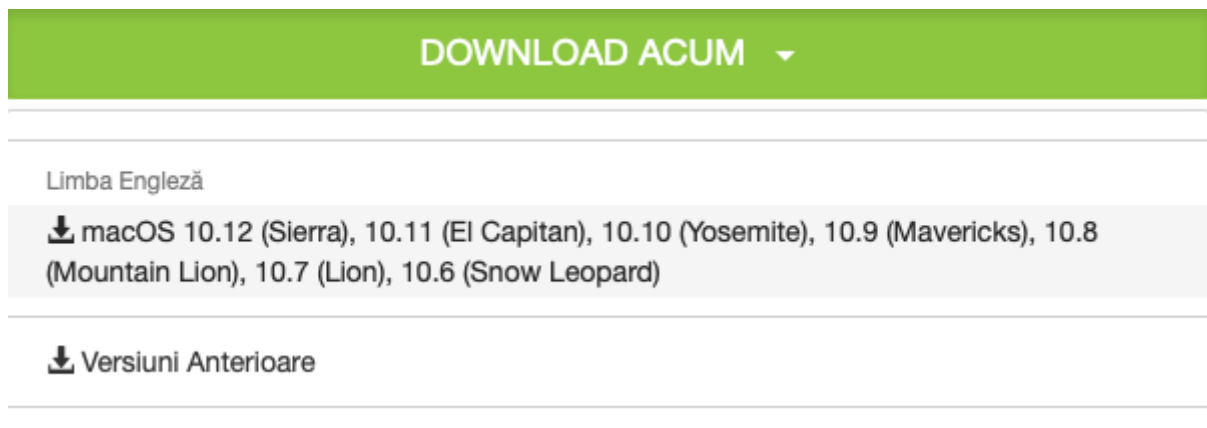 DOWNLOAD ACUM
Limba Engleză
macOS 10.12 (Sierra), 10.11 (El Capitan), 10.10 (Yosemite), 10.9 (Mavericks), 10.8
(Mountain Lion), 10.7 (Lion), 10.6 (Snow Leopard)
Versiuni Anterioare